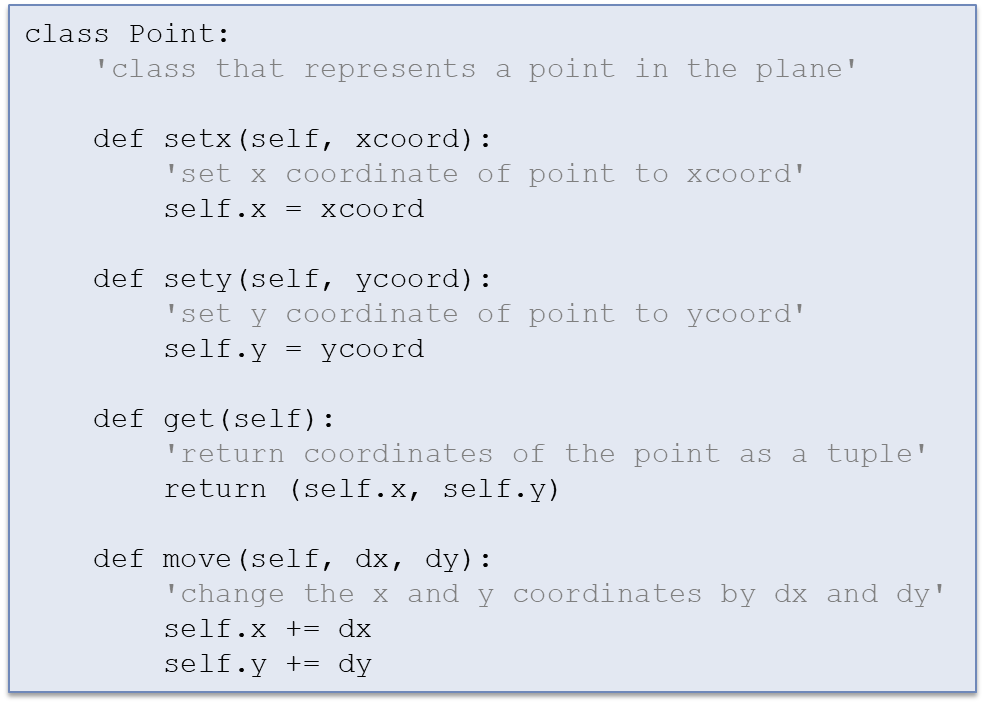 class Point:
    'class that represents a point in the plane'

    def setx(self, xcoord):
        'set x coordinate of point to xcoord'
        self.x = xcoord

    def sety(self, ycoord):
        'set y coordinate of point to ycoord'
        self.y = ycoord

    def get(self):
        'return coordinates of the point as a tuple'
        return (self.x, self.y)

    def move(self, dx, dy):
        'change the x and y coordinates by dx and dy'
        self.x += dx
        self.y += dy